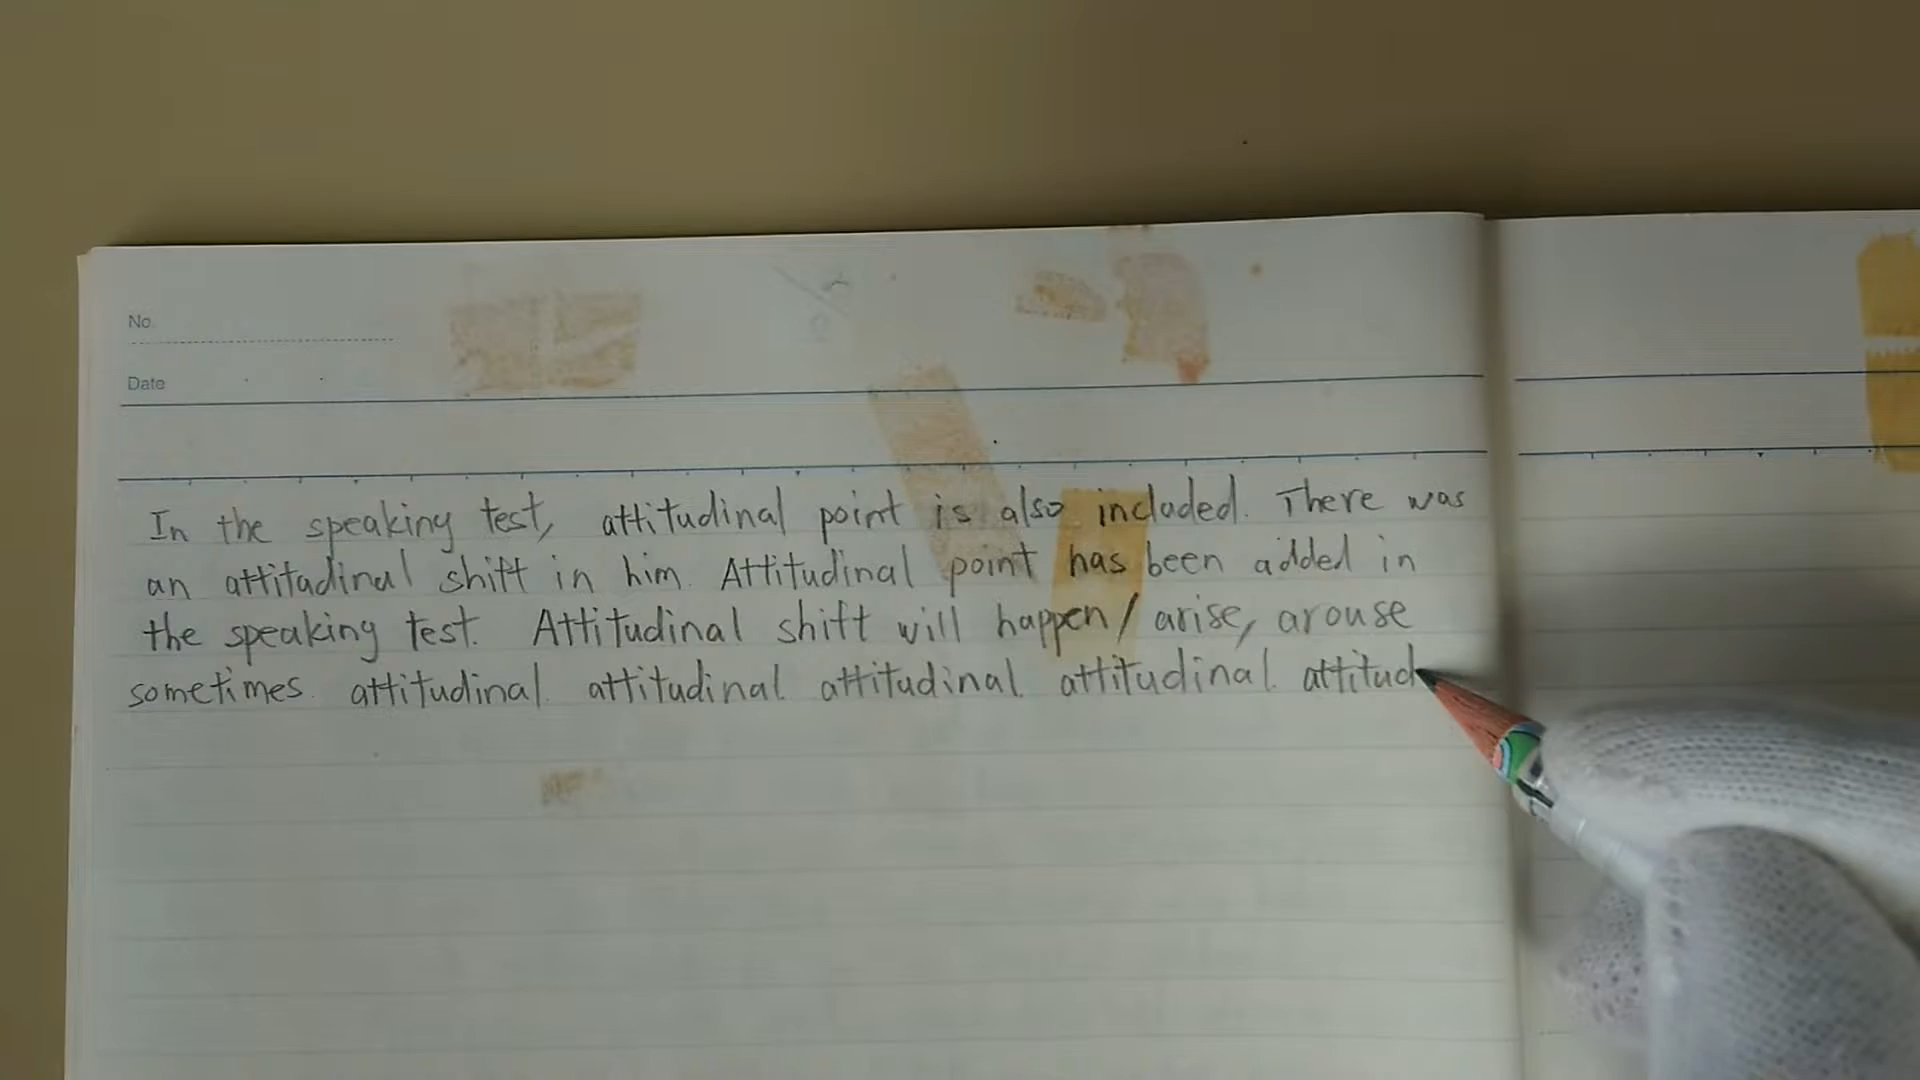 No.
Date
In the speaking test, attitudinal point is also included. There was
an attitudinal shift in him. Attitudinal point has been added in
the speaking test. Attitudinal shift will happen / arise, arouse
sometimes. attitudinal. attitudinal. attitudinal. attitudinal. attitud